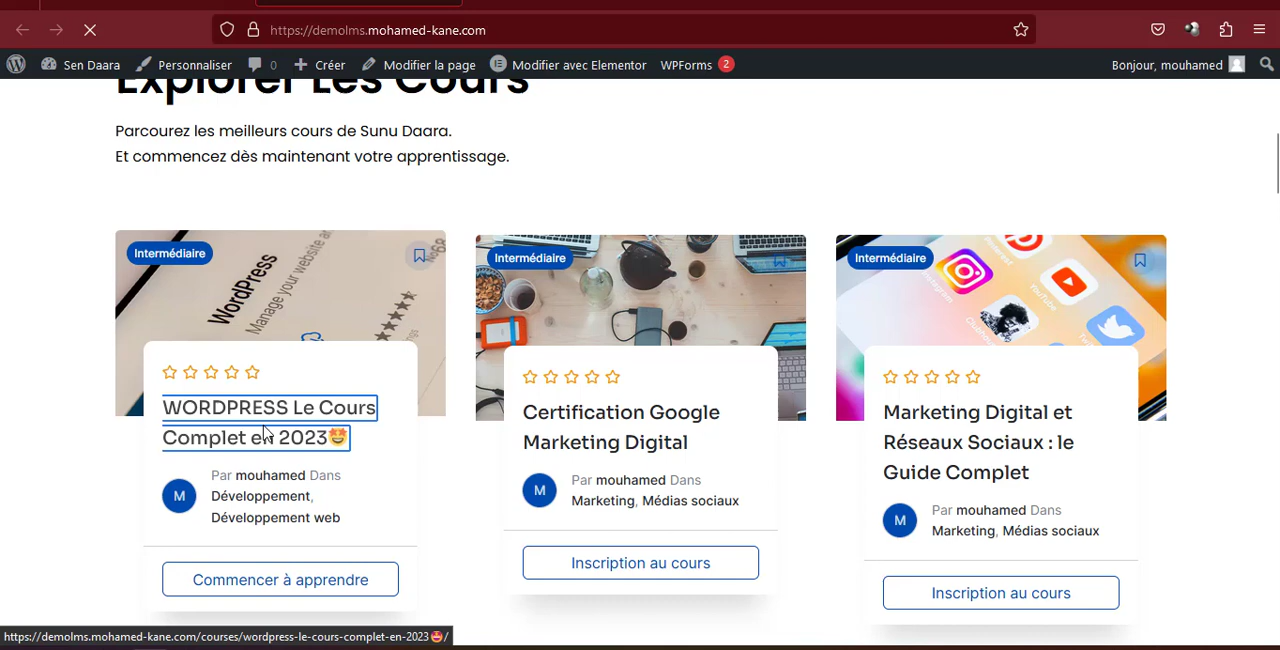 https://demolms.mohamed-kane.com
Sen Daara
Personnaliser
0
Créer
Modifier la page
Modifier avec Elementor
WPForms 2
Bonjour, mouhamed
Explorer Les Cours
Parcourez les meilleurs cours de Sunu Daara.
Et commencez dès maintenant votre apprentissage.
Intermédiaire
WordPress
Manage your website
WORDPRESS Le Cours
Complet en 2023🤩
M
Par mouhamed Dans
Développement,
Développement web
Commencer à apprendre
Intermédiaire
Certification Google
Marketing Digital
M
Par mouhamed Dans
Marketing, Médias sociaux
Inscription au cours
Intermédiaire
Pinterest
Instagram
YouTube
Clubhouse
Twitter
Marketing Digital et
Réseaux Sociaux : le
Guide Complet
M
Par mouhamed Dans
Marketing, Médias sociaux
Inscription au cours
https://demolms.mohamed-kane.com/courses/wordpress-le-cours-complet-en-2023🤩/